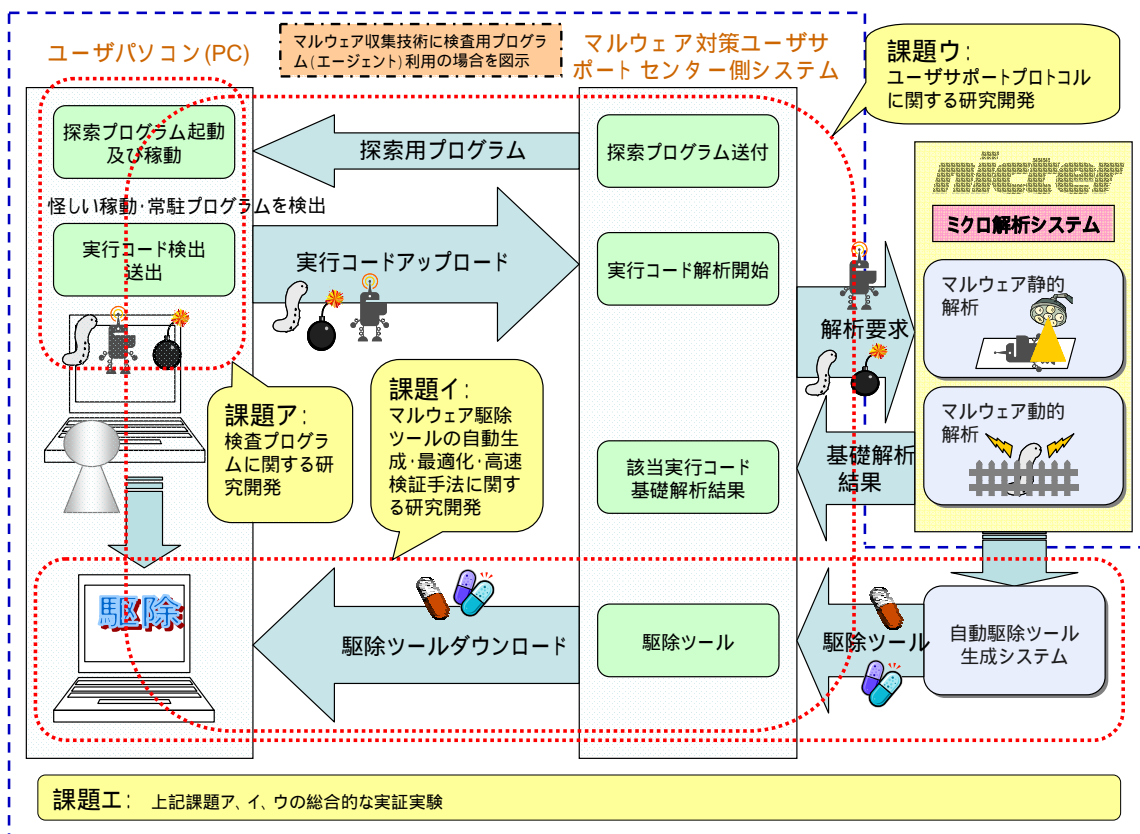 ユーザパソコン(PC)
マルウェア収集技術に検査用プログラ
ム(エージェント)利用の場合を図示
マルウェア対策ユーザサ
ポートセンター側システム
課題ウ:
ユーザサポートプロトコル
に関する研究開発
探索プログラム起動
及び稼動
探索用プログラム
探索プログラム送付
nicter
ミクロ解析システム
怪しい稼動・常駐プログラムを検出
実行コード検出
送出
実行コードアップロード
実行コード解析開始
解析要求
マルウェア静的
解析
課題ア:
検査プログラ
ムに関する研
究開発
課題イ:
マルウェア駆除
ツールの自動生
成・最適化・高速
検証手法に関す
る研究開発
該当実行コード
基礎解析結果
基礎解析
結果
マルウェア動的
解析
駆除
駆除ツールダウンロード
駆除ツール
駆除ツール
自動駆除ツール
生成システム
課題エ: 上記課題ア、イ、ウの総合的な実証実験